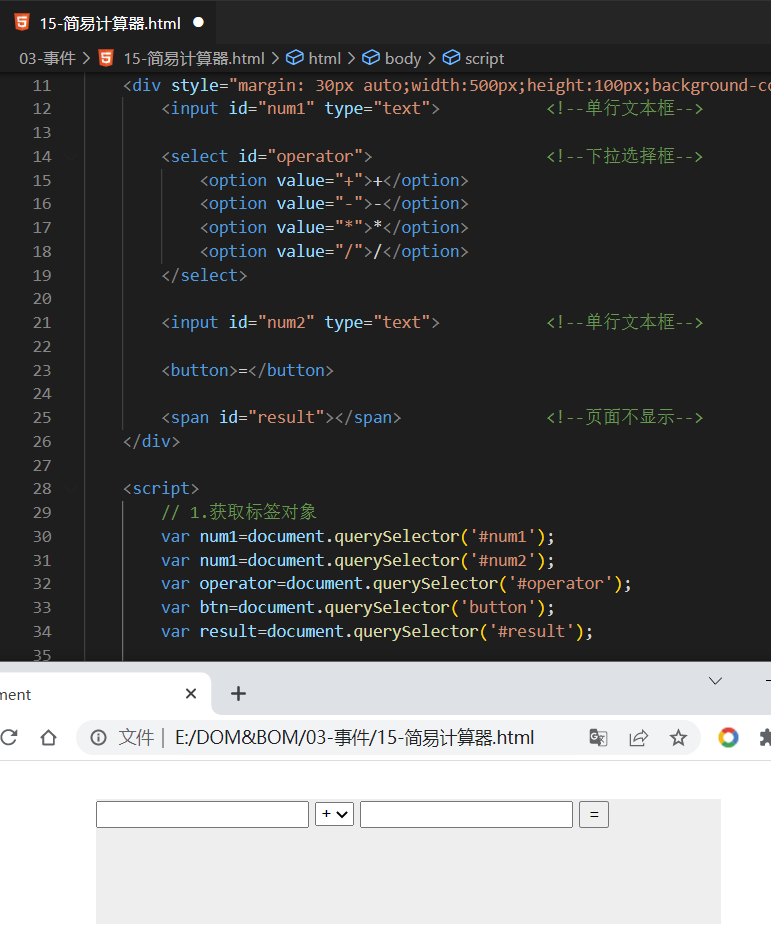 15-简易计算器.html
03-事件 > 15-简易计算器.html > html > body > script
11 <div style="margin: 30px auto;width:500px;height:100px;background-co
12 <input id="num1" type="text"> <!--单行文本框-->
13
14 <select id="operator"> <!--下拉选择框-->
15 <option value="+">+</option>
16 <option value="-">-</option>
17 <option value="*">*</option>
18 <option value="/">/</option>
19 </select>
20
21 <input id="num2" type="text"> <!--单行文本框-->
22
23 <button>=</button>
24
25 <span id="result"></span> <!--页面不显示-->
26 </div>
27
28 <script>
29 // 1.获取标签对象
30 var num1=document.querySelector('#num1');
31 var num1=document.querySelector('#num2');
32 var operator=document.querySelector('#operator');
33 var btn=document.querySelector('button');
34 var result=document.querySelector('#result');
35
ment
文件 | E:/DOM&BOM/03-事件/15-简易计算器.html
+ =